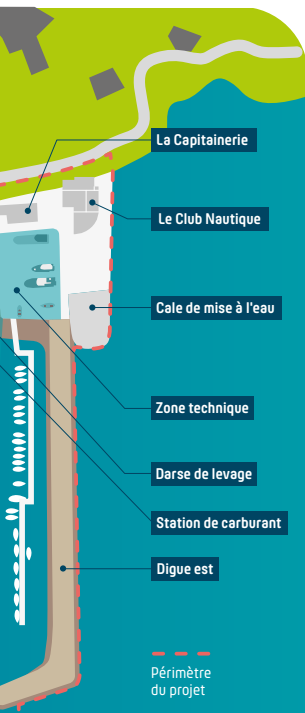 La Capitainerie
Le Club Nautique
Cale de mise à l'eau
Zone technique
Darse de levage
Station de carburant
Digue est
Périmètre
du projet